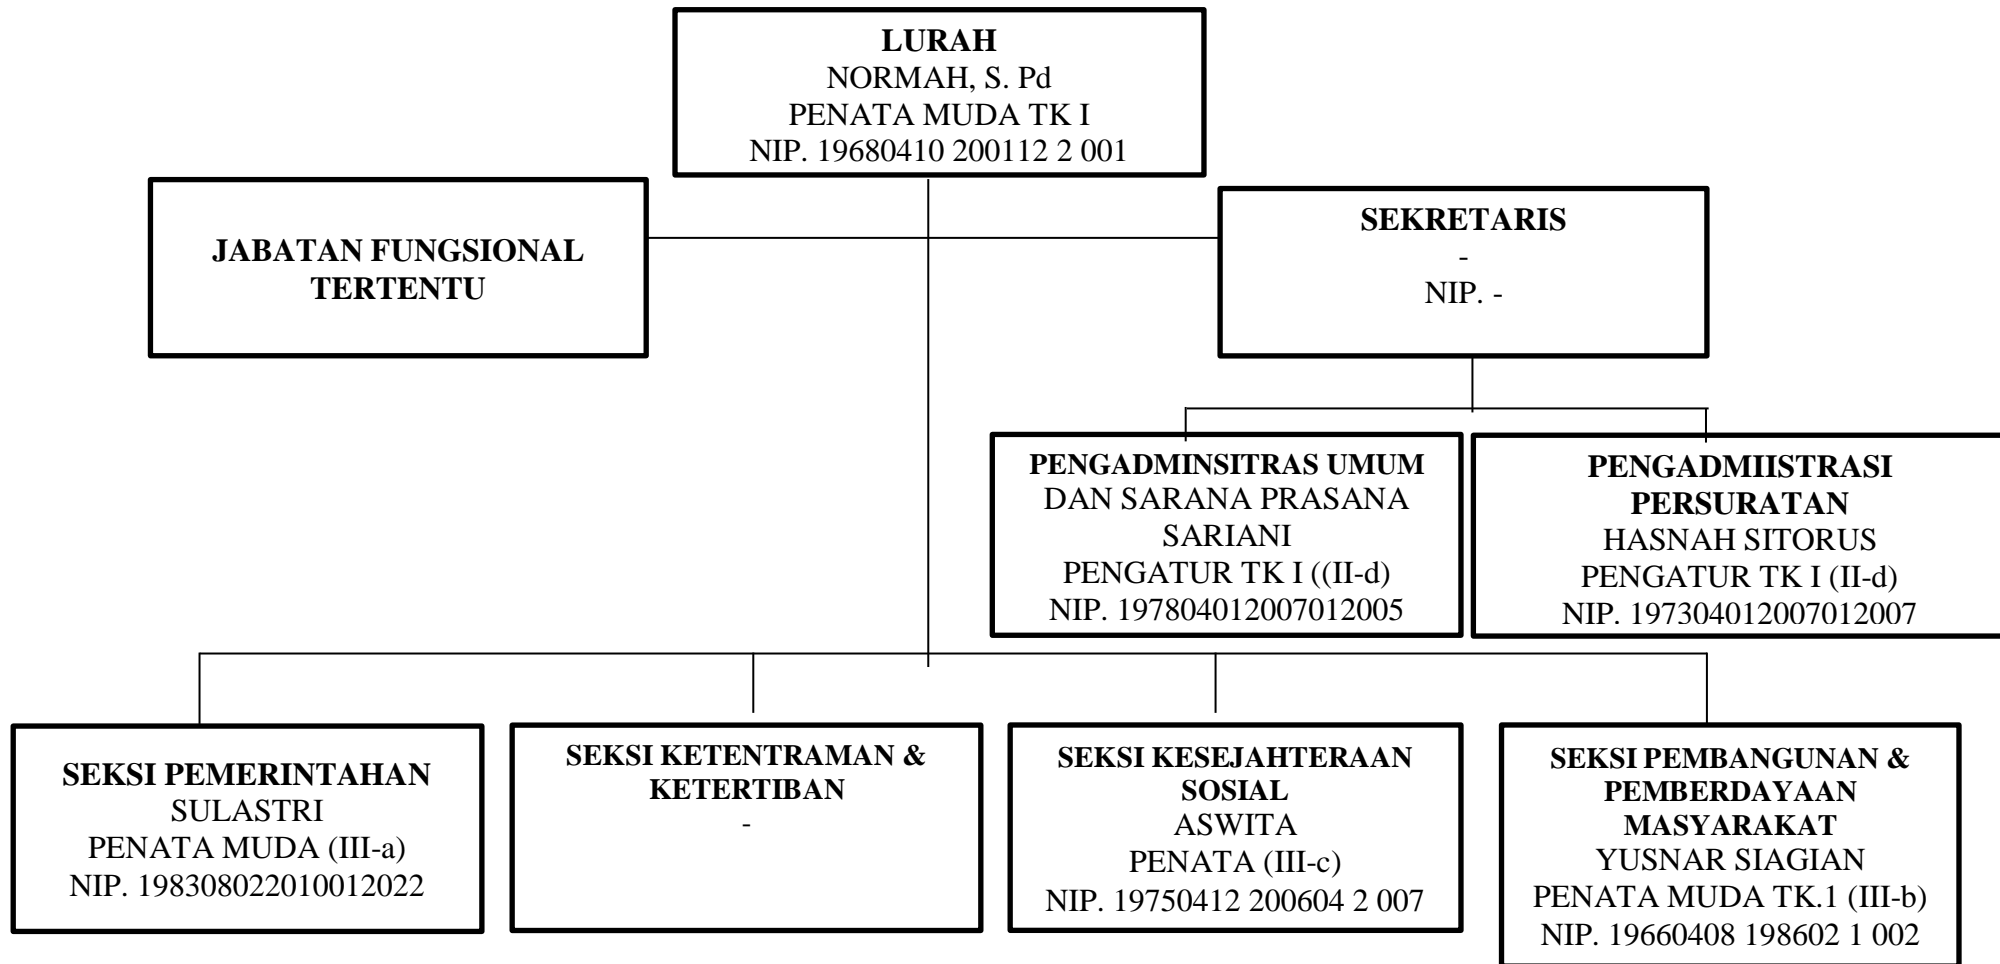 LURAH
NORMAH, S. Pd
PENATA MUDA TK I
NIP. 19680410 200112 2 001
JABATAN FUNGSIONAL
TERTENTU
SEKRETARIS
-
NIP. -
PENGADMINSITRAS UMUM
DAN SARANA PRASANA
SARIANI
PENGATUR TK I ((II-d)
NIP. 197804012007012005
PENGADMIISTRASI
PERSURATAN
HASNAH SITORUS
PENGATUR TK I (II-d)
NIP. 197304012007012007
SEKSI PEMERINTAHAN
SULASTRI
PENATA MUDA (III-a)
NIP. 198308022010012022
SEKSI KETENTRAMAN &
KETERTIBAN
-
SEKSI KESEJAHTERAAN
SOSIAL
ASWITA
PENATA (III-c)
NIP. 19750412 200604 2 007
SEKSI PEMBANGUNAN &
PEMBERDAYAAN
MASYARAKAT
YUSNAR SIAGIAN
PENATA MUDA TK.1 (III-b)
NIP. 19660408 198602 1 002